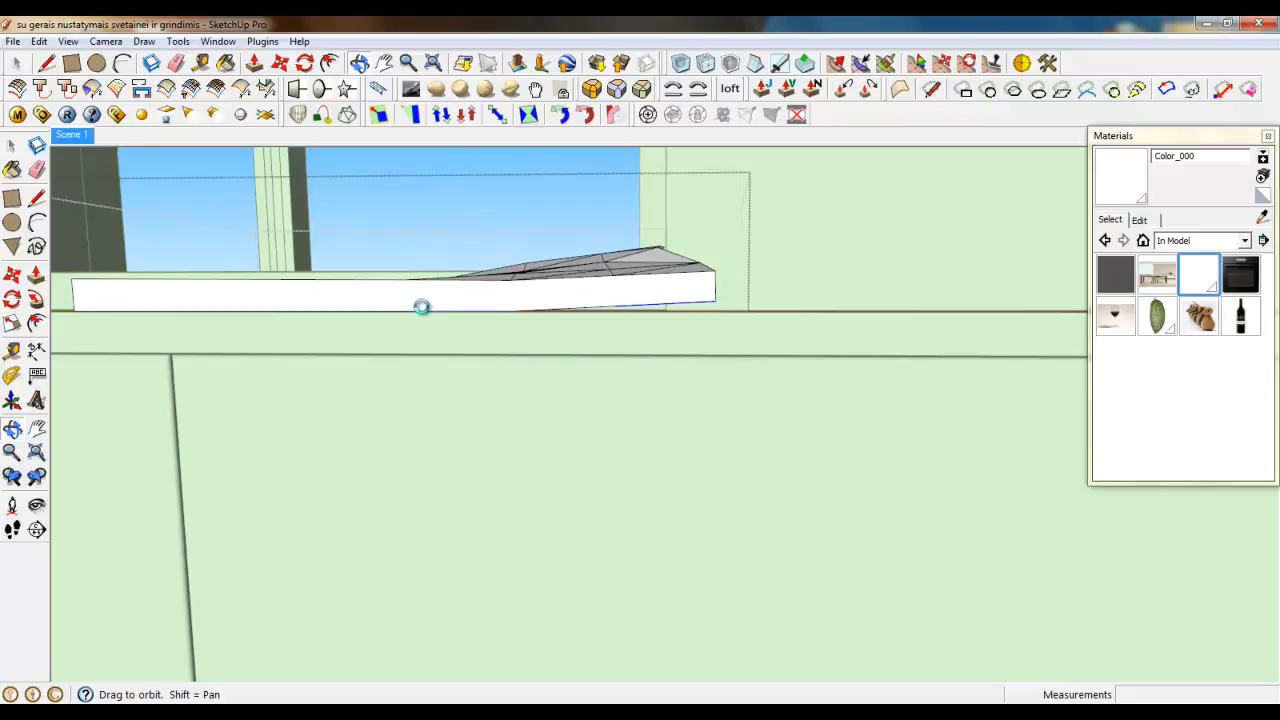 su gerais nustatymais svetainei ir grindimis - SketchUp Pro
File Edit View Camera Draw Tools Window Plugins Help
loft
Scene 1
Materials
Color_000
Select Edit
In Model
Drag to orbit. Shift = Pan
Measurements